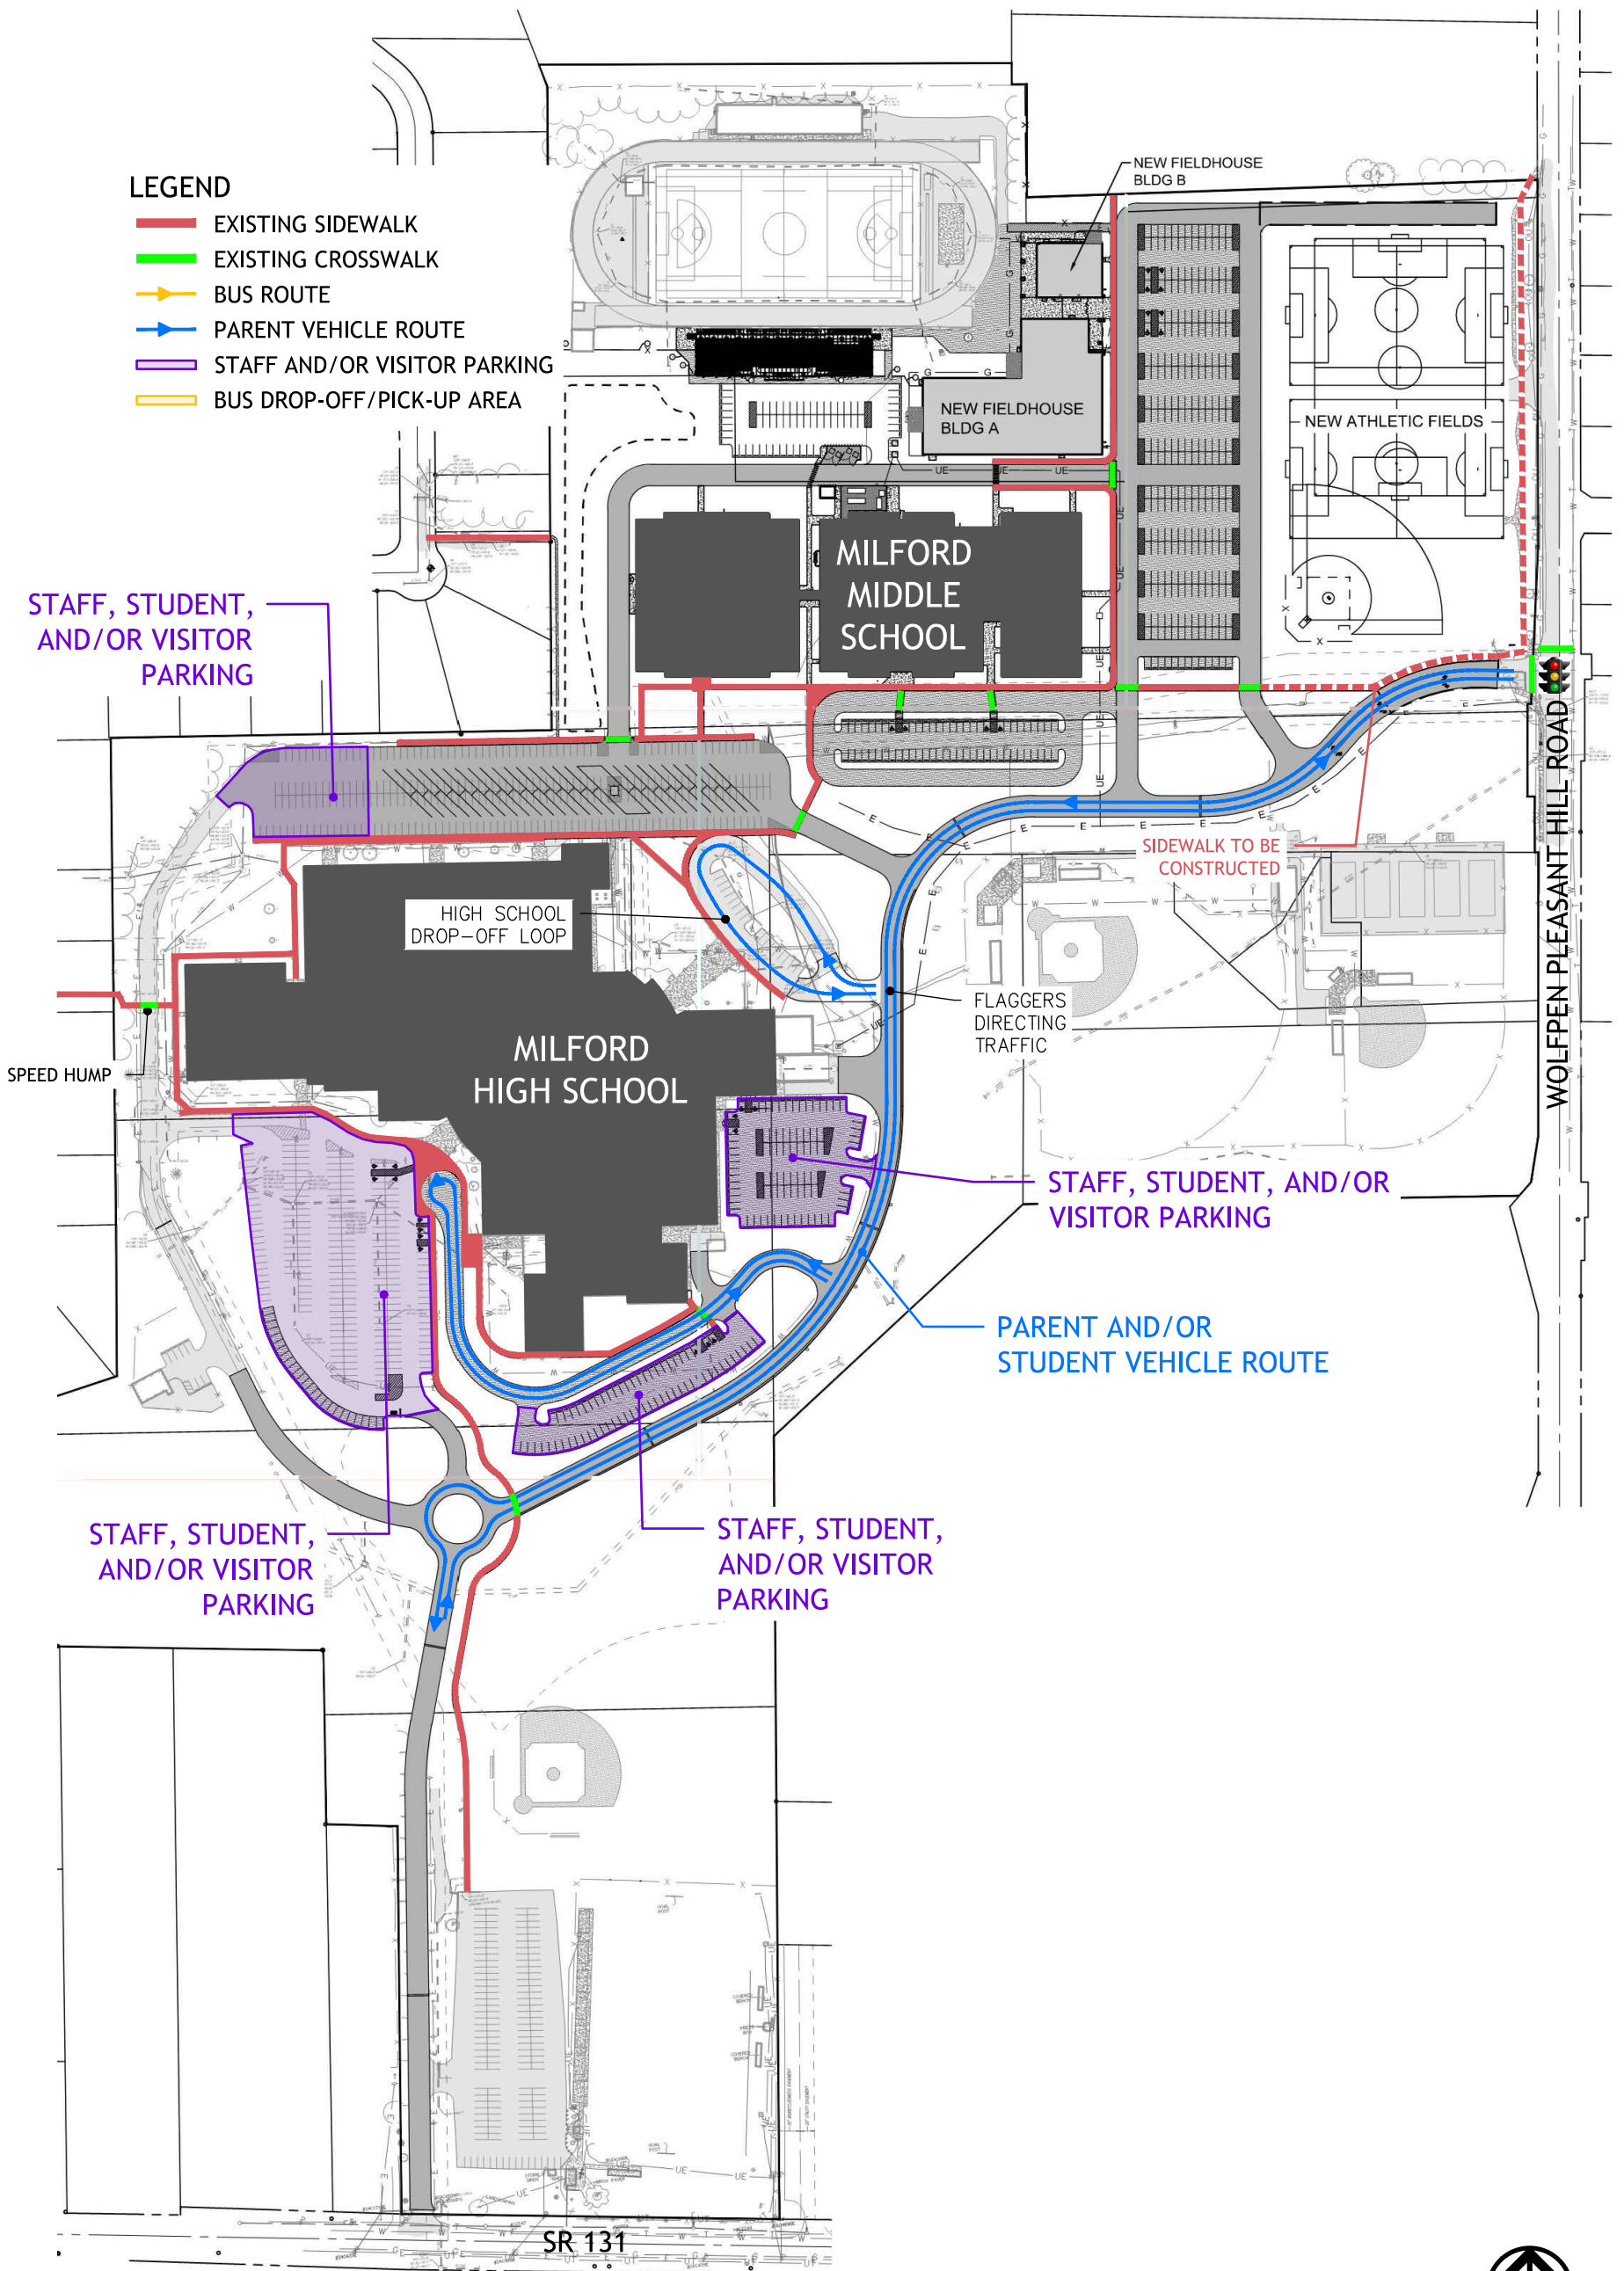 NEW FIELDHOUSE
BLDG B
LEGEND
EXISTING SIDEWALK
EXISTING CROSSWALK
BUS ROUTE
PARENT VEHICLE ROUTE
STAFF AND/OR VISITOR PARKING
BUS DROP-OFF/PICK-UP AREA
NEW FIELDHOUSE
BLDG A
NEW ATHLETIC FIELDS
MILFORD
MIDDLE
SCHOOL
STAFF, STUDENT,
AND/OR VISITOR
PARKING
WOLFPEN PLEASANT HILL ROAD
SIDEWALK TO BE
CONSTRUCTED
HIGH SCHOOL
DROP-OFF LOOP
FLAGGERS
DIRECTING
TRAFFIC
MILFORD
HIGH SCHOOL
SPEED HUMP
STAFF, STUDENT, AND/OR
VISITOR PARKING
PARENT AND/OR
STUDENT VEHICLE ROUTE
STAFF, STUDENT,
AND/OR VISITOR
PARKING
STAFF, STUDENT,
AND/OR VISITOR
PARKING
SR 131